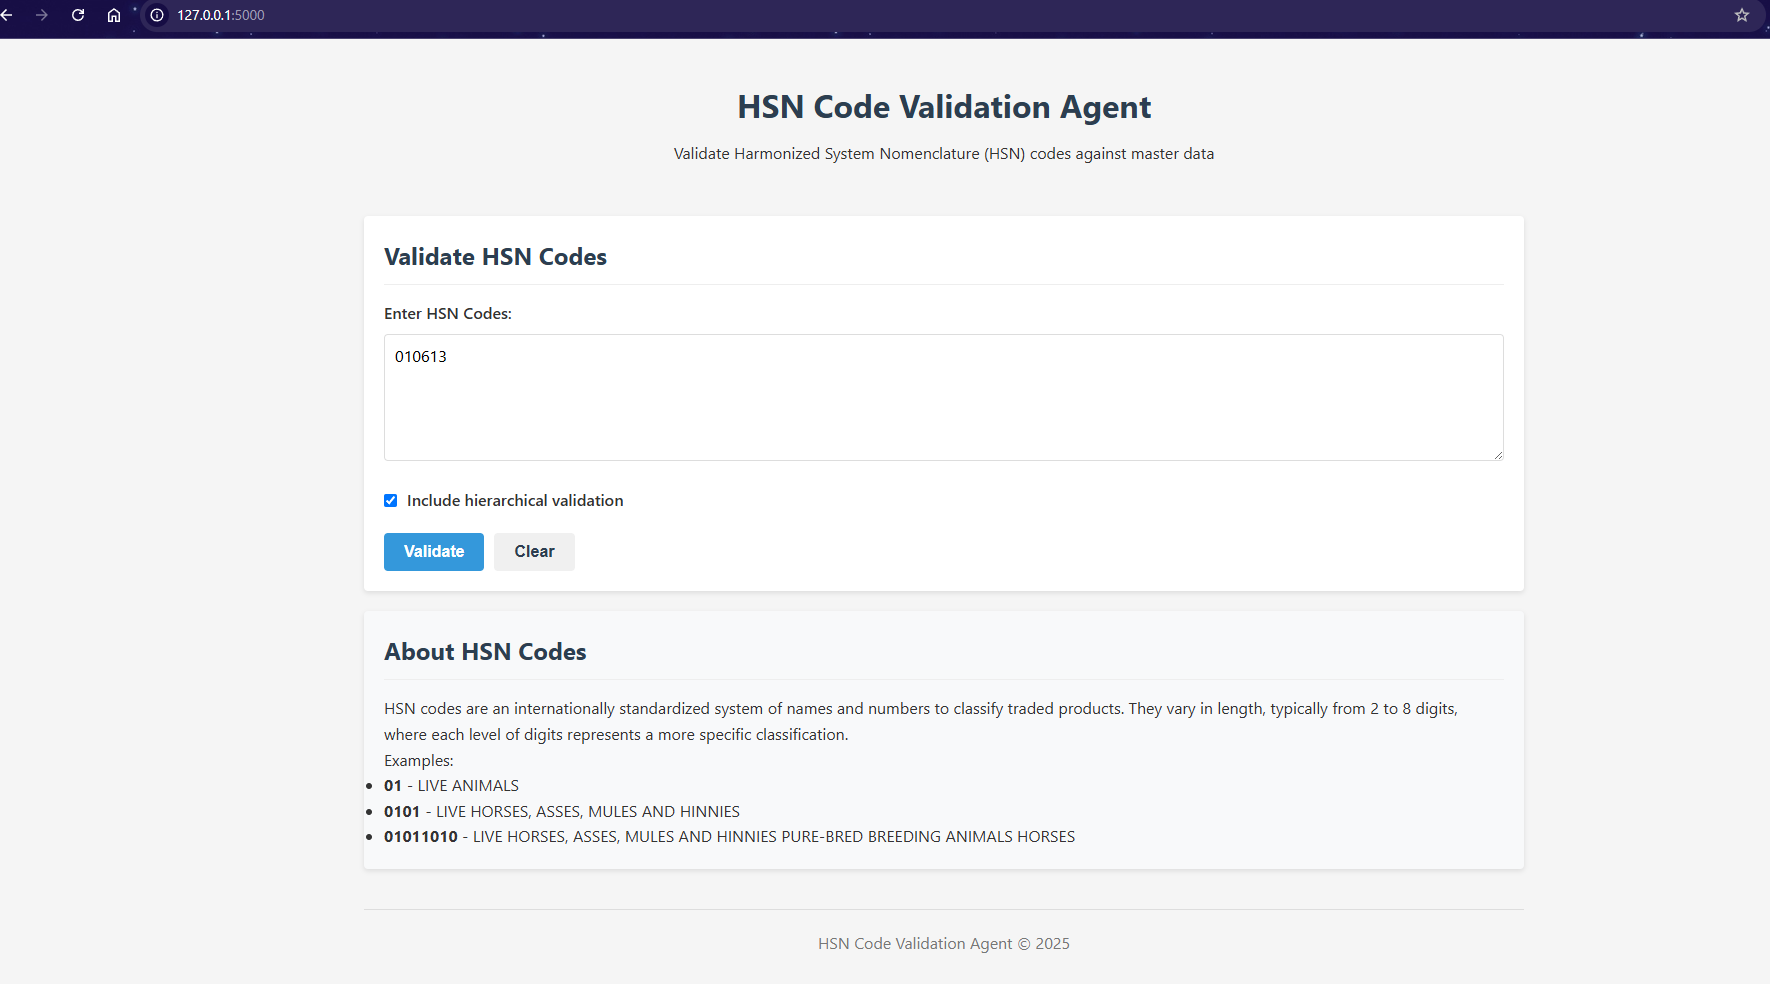 127.0.0.1:5000
HSN Code Validation Agent
Validate Harmonized System Nomenclature (HSN) codes against master data
Validate HSN Codes
Enter HSN Codes:
010613
Include hierarchical validation
Validate Clear
About HSN Codes
HSN codes are an internationally standardized system of names and numbers to classify traded products. They vary in length, typically from 2 to 8 digits,
where each level of digits represents a more specific classification.
Examples:
01 - LIVE ANIMALS
0101 - LIVE HORSES, ASSES, MULES AND HINNIES
01011010 - LIVE HORSES, ASSES, MULES AND HINNIES PURE-BRED BREEDING ANIMALS HORSES
HSN Code Validation Agent © 2025